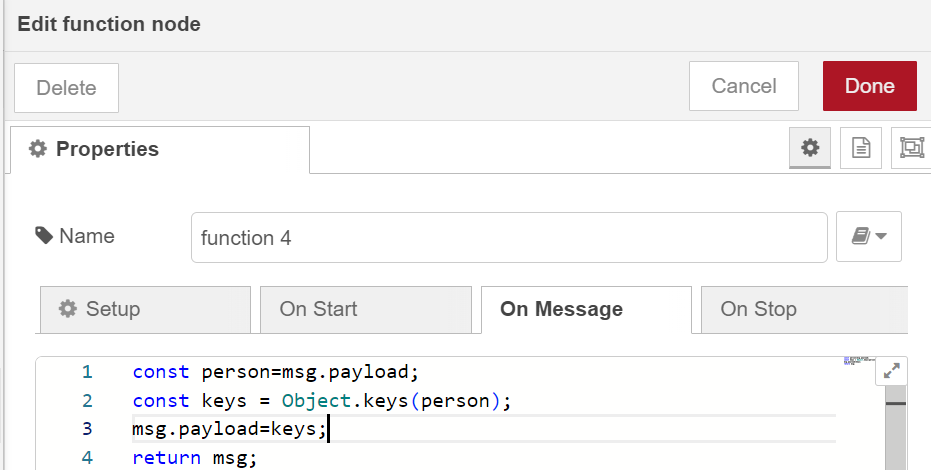 Edit function node
Delete
Cancel
Done
Properties
Name
function 4
Setup
On Start
On Message
On Stop
1 const person=msg.payload;
2 const keys = Object.keys(person);
3 msg.payload=keys;
4 return msg;